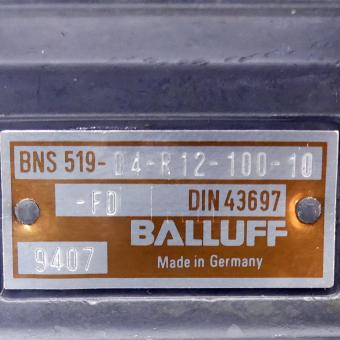 BNS 519-D4-R12-100-10
-FD DIN 43697
BALLUFF
9407 Made in Germany